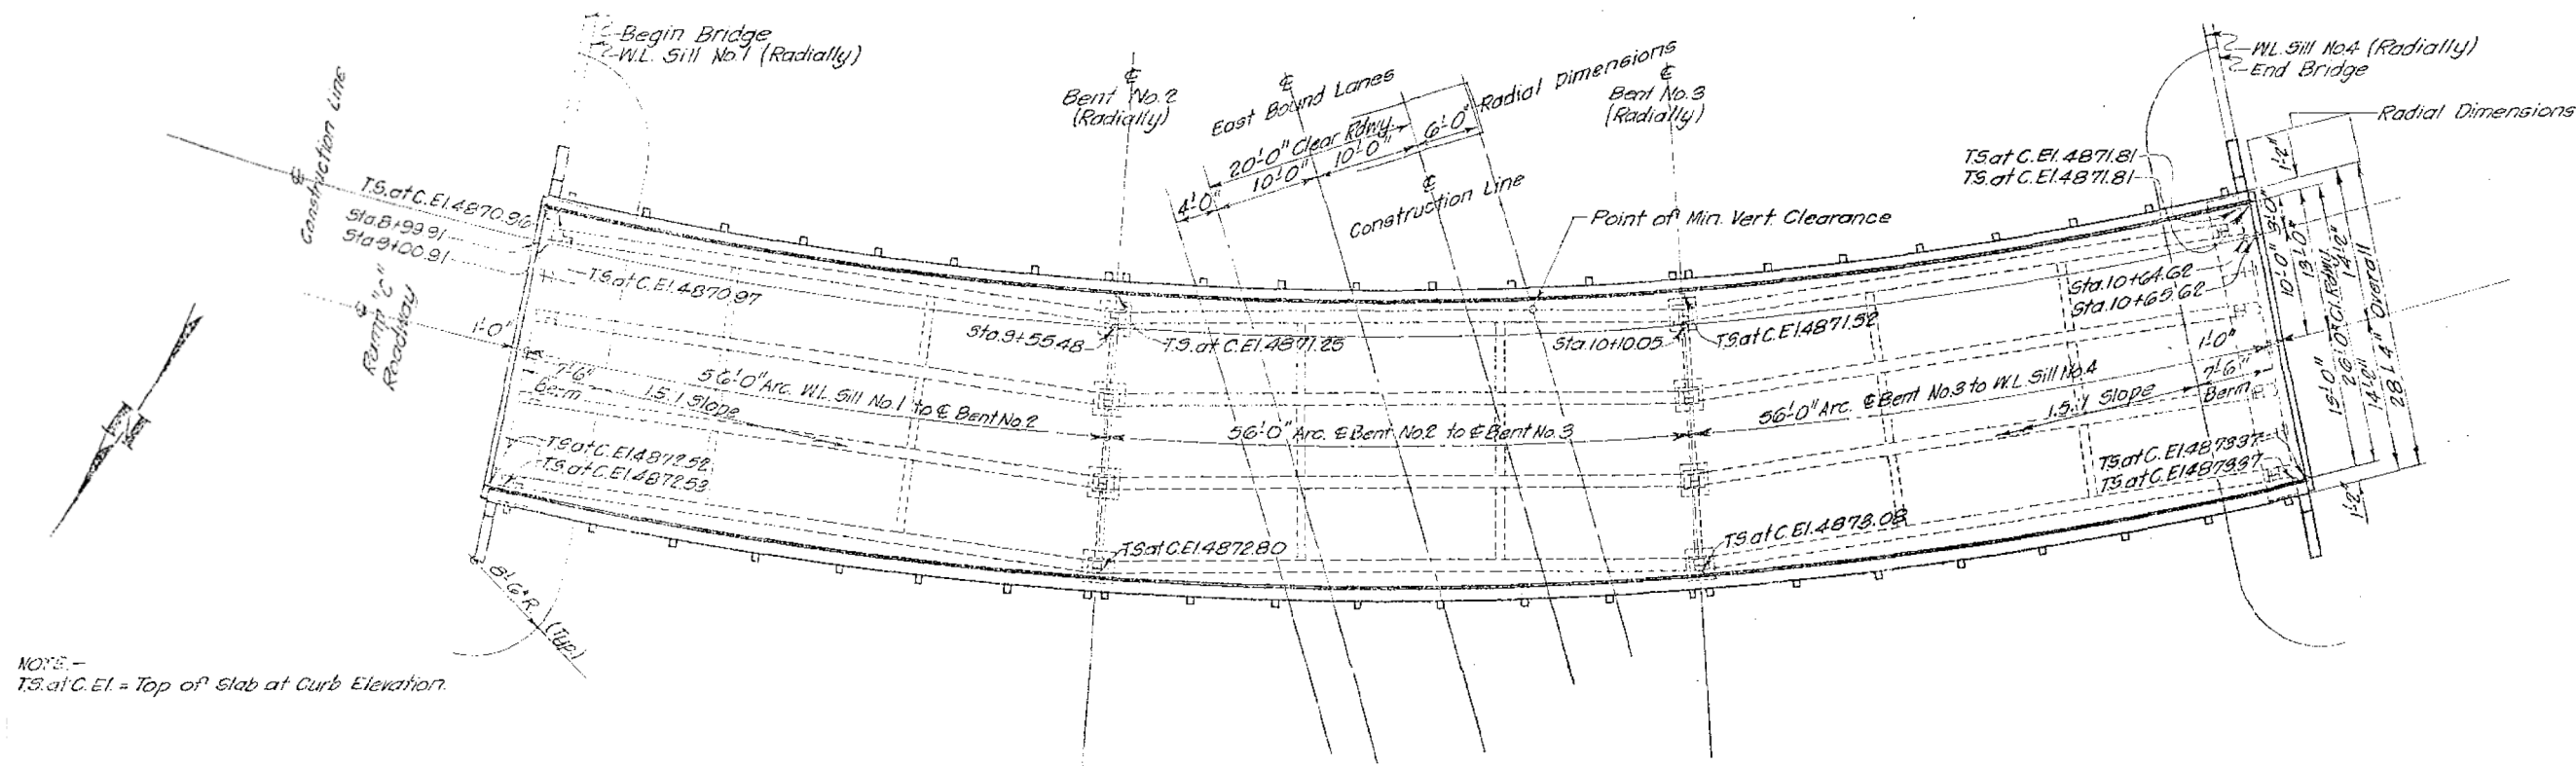 Begin Bridge
W.L. Sill No.1 (Radially)
℄
Construction Line
T.S. at C. El. 4870.96
Sta. 8+99.91
Sta. 9+00.91
℄
Ramp "C"
Roadway
1'-0"
T.S. at C. El. 4870.97
7'-6"
Berm
1.5:1 Slope
56'-0" Arc. W.L. Sill No.1 to ℄ Bent No.2
T.S. at C. El. 4872.52
T.S. at C. El. 4872.53
8'-6" R.
(Typ.)
℄
Bent No.2
(Radially)
Sta. 9+55.48
T.S. at C. El. 4871.25
T.S. at C. El. 4872.80
℄
East Bound Lanes
20'-0" Clear Rdwy.
10'-0"
10'-0"
6'-0"
4'-0"
Radial Dimensions
℄
Construction Line
Point of Min. Vert. Clearance
56'-0" Arc. ℄ Bent No.2 to ℄ Bent No.3
℄
Bent No.3
(Radially)
Sta. 10+10.05
T.S. at C. El. 4871.52
T.S. at C. El. 4873.08
56'-0" Arc. ℄ Bent No.3 to W.L. Sill No.4
1.5:1 Slope
7'-6"
Berm
1'-0"
W.L. Sill No.4 (Radially)
End Bridge
Radial Dimensions
T.S. at C. El. 4871.81
T.S. at C. El. 4871.81
Sta. 10+64.62
Sta. 10+65.62
T.S. at C. El. 4873.37
T.S. at C. El. 4873.37
1'-2"
3'-0"
10'-0"
13'-0"
13'-0"
26'-0" Cl. Rdwy.
14'-2"
14'-2"
28'-4" Overall
1'-2"
NOTE:-
T.S. at C. El. = Top of Slab at Curb Elevation.